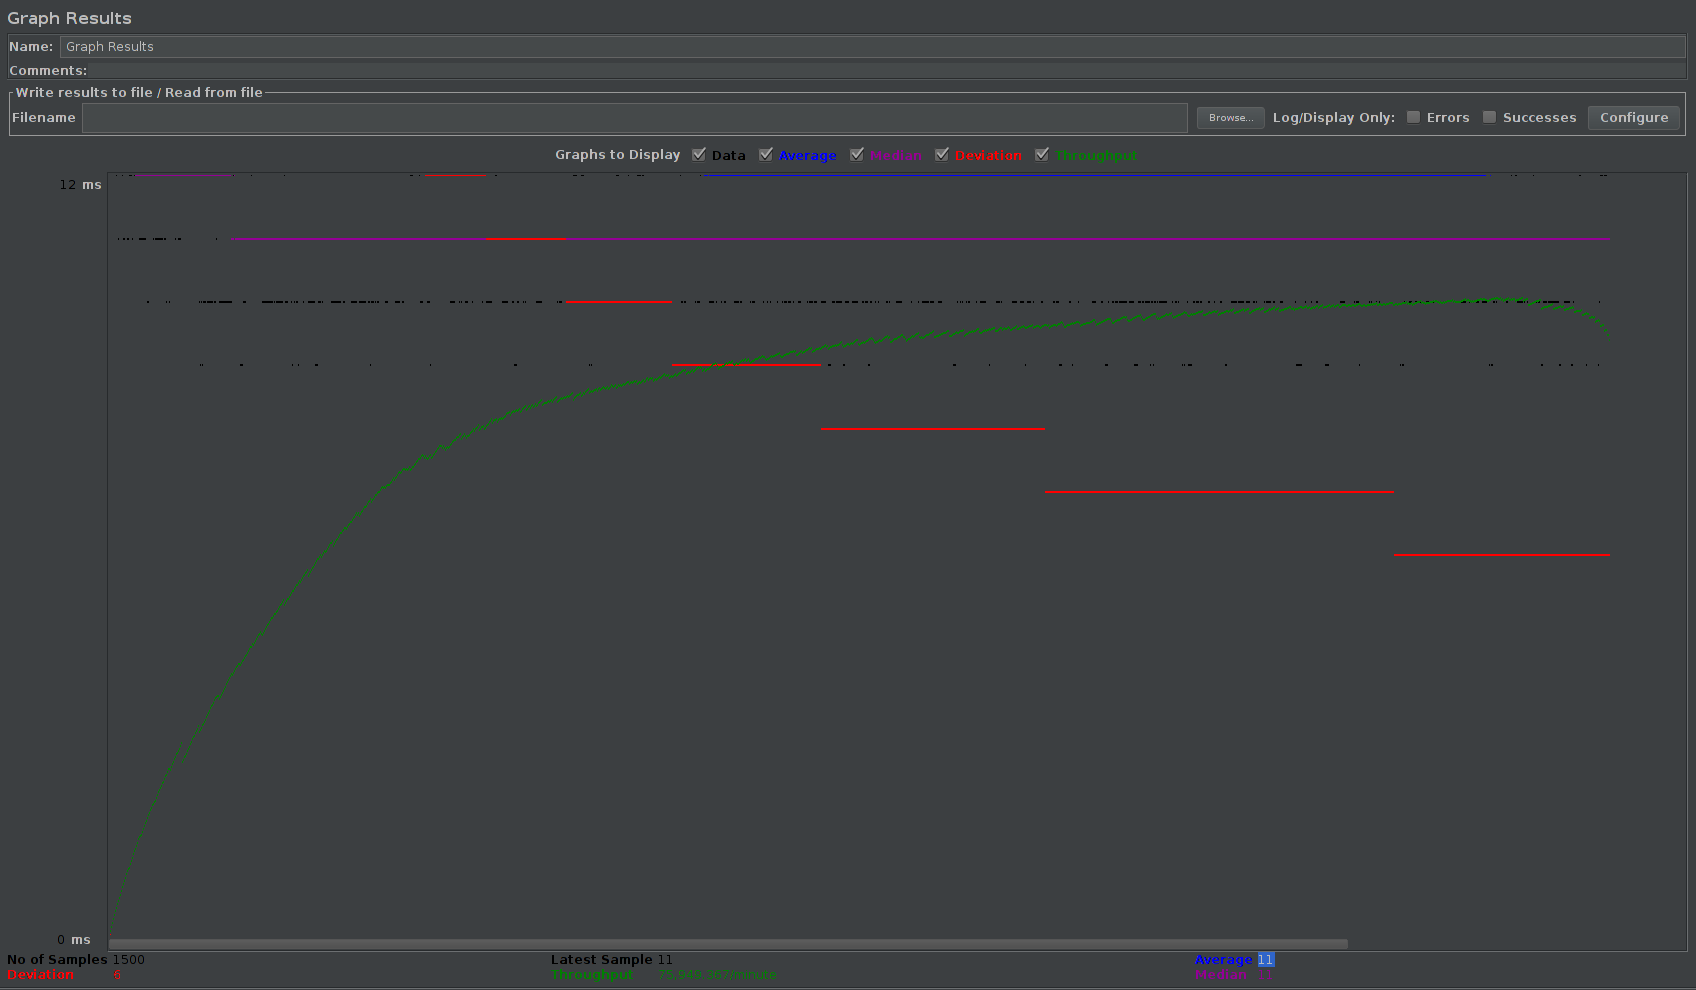 Graph Results
Name: Graph Results
Comments:
Write results to file / Read from file
Filename Browse... Log/Display Only: Errors Successes Configure
Graphs to Display Data Average Median Deviation Throughput
12 ms
0 ms
No of Samples 1500 Latest Sample 11 Average 11
Deviation 6 Throughput 75,949.367/minute Median